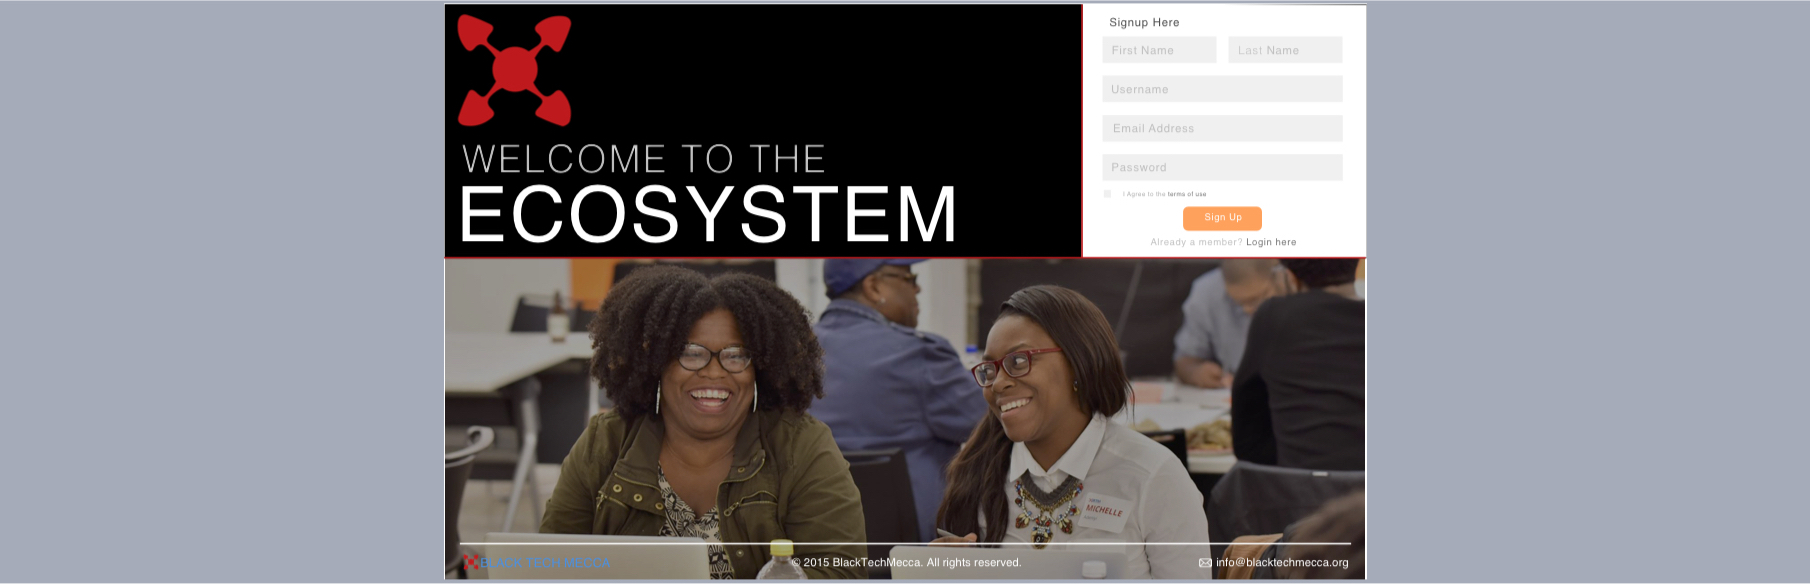 WELCOME TO THE
ECOSYSTEM
Signup Here
First Name Last Name
Username
Email Address
Password
I Agree to the terms of use
Sign Up
Already a member? Login here
MICHELLE
BLACK TECH MECCA © 2015 BlackTechMecca. All rights reserved. info@blacktechmecca.org